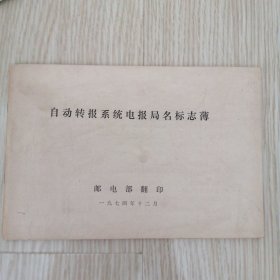 自动转报系统电报局名标志薄
邮电部翻印
一九七四年十二月